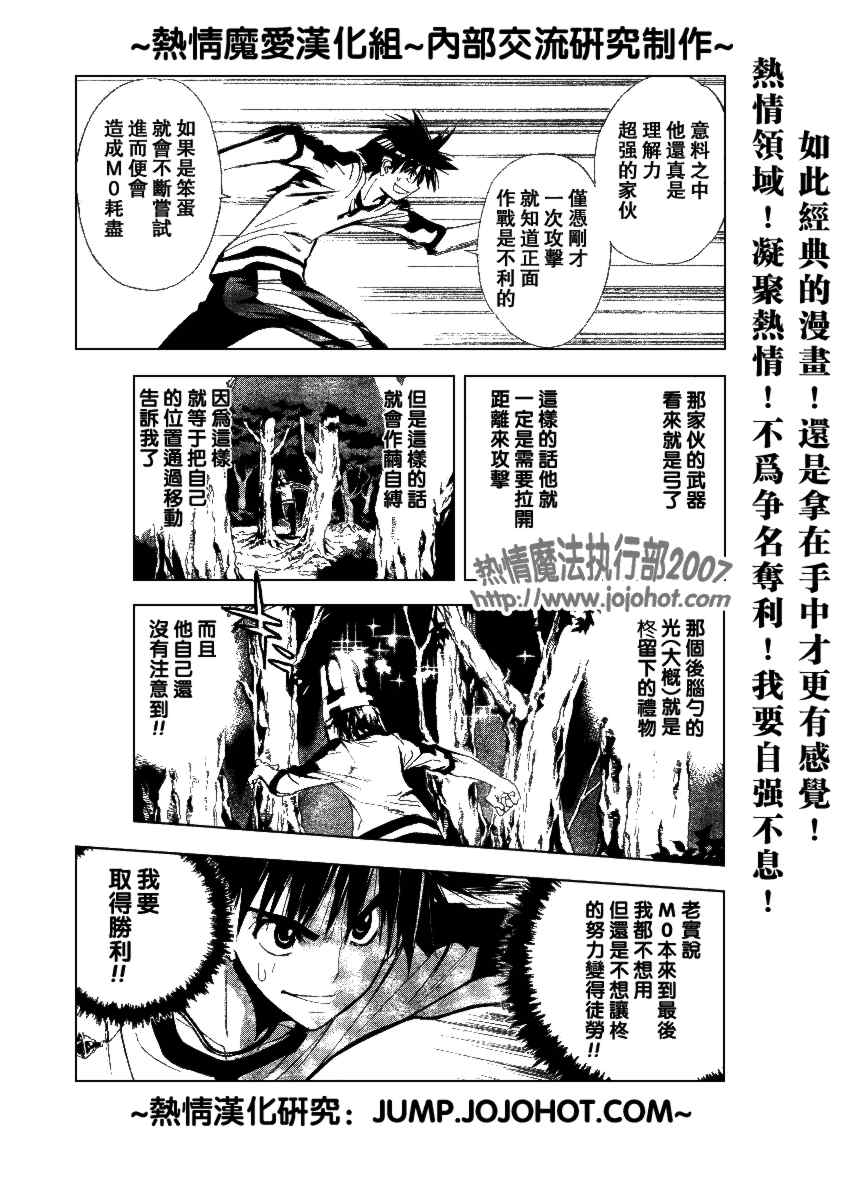 ~熱情魔愛漢化組~內部交流研究制作~
如此經典的漫畫！還是拿在手中才更有感覺！
熱情領域！凝聚熱情！不爲争名奪利！我要自强不息！
意料之中
他還真是
理解力
超强的家伙
僅憑剛才
一次攻擊
就知道正面
作戰是不利的
如果是笨蛋
就會不斷嘗試
進而便會
造成M0耗盡
那家伙的武器
看來就是弓了
這樣的話他就
一定是需要拉開
距離來攻擊
但是這樣的話
就會作繭自縛
因爲這樣
就等于把自己
的位置通過移動
告訴我了
熱情魔法执行部2007
http://www.jojohot.com
那個後腦勺的
光(大概)就是
柊留下的禮物
而且
他自己還
沒有注意到!!
老實說
M0本來到最後
我都不想用
但還是不想讓柊
的努力變得徒勞!!
我要
取得勝利!!
~熱情漢化研究：JUMP.JOJOHOT.COM~